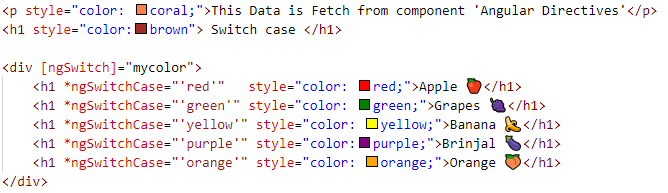 <p style="color: coral;">This Data is Fetch from component 'Angular Directives'</p>
<h1 style="color: brown"> Switch case </h1>
<div [ngSwitch]="mycolor">
<h1 *ngSwitchCase="'red'" style="color: red;">Apple 🍎</h1>
<h1 *ngSwitchCase="'green'" style="color: green;">Grapes 🍇</h1>
<h1 *ngSwitchCase="'yellow'" style="color: yellow;">Banana 🍌</h1>
<h1 *ngSwitchCase="'purple'" style="color: purple;">Brinjal 🍆</h1>
<h1 *ngSwitchCase="'orange'" style="color: orange;">Orange 🍑</h1>
</div>